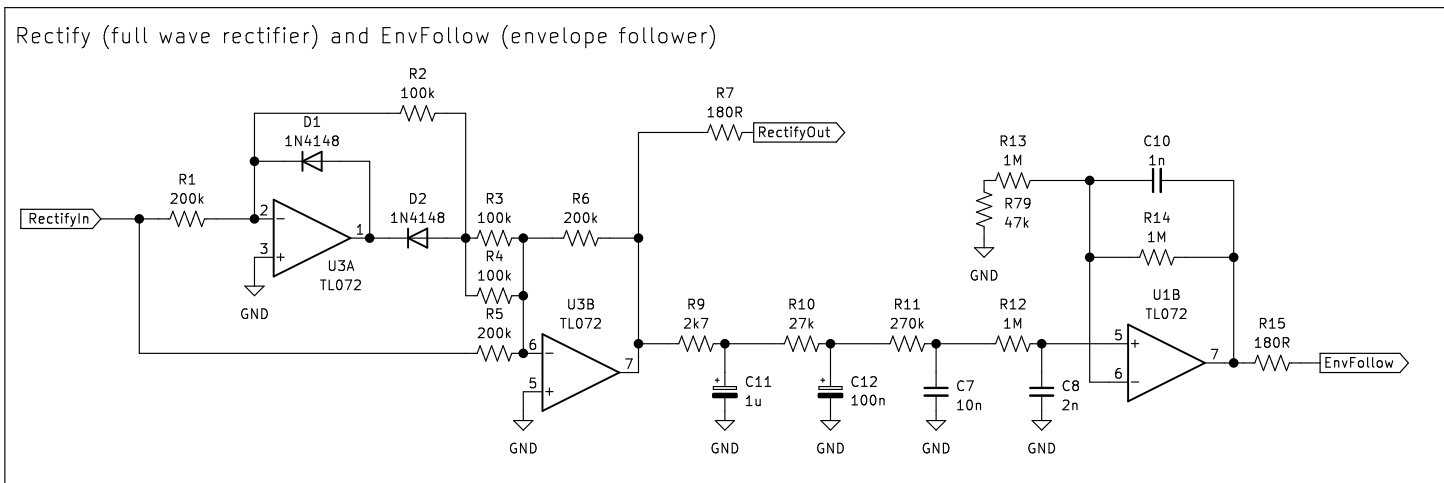 Rectify (full wave rectifier) and EnvFollow (envelope follower)
R2
100k
R7
180R
RectifyOut
D1
1N4148
R13
1M
C10
1n
R1
200k
RectifyIn
2
-
3
+
1
U3A
TL072
GND
D2
1N4148
R3
100k
R4
100k
R5
200k
R6
200k
R79
47k
GND
R14
1M
U3B
TL072
6
-
5
+
7
GND
R9
2k7
R10
27k
R11
270k
R12
1M
U1B
TL072
5
+
6
-
7
R15
180R
EnvFollow
+
C11
1u
GND
+
C12
100n
GND
C7
10n
GND
C8
2n
GND